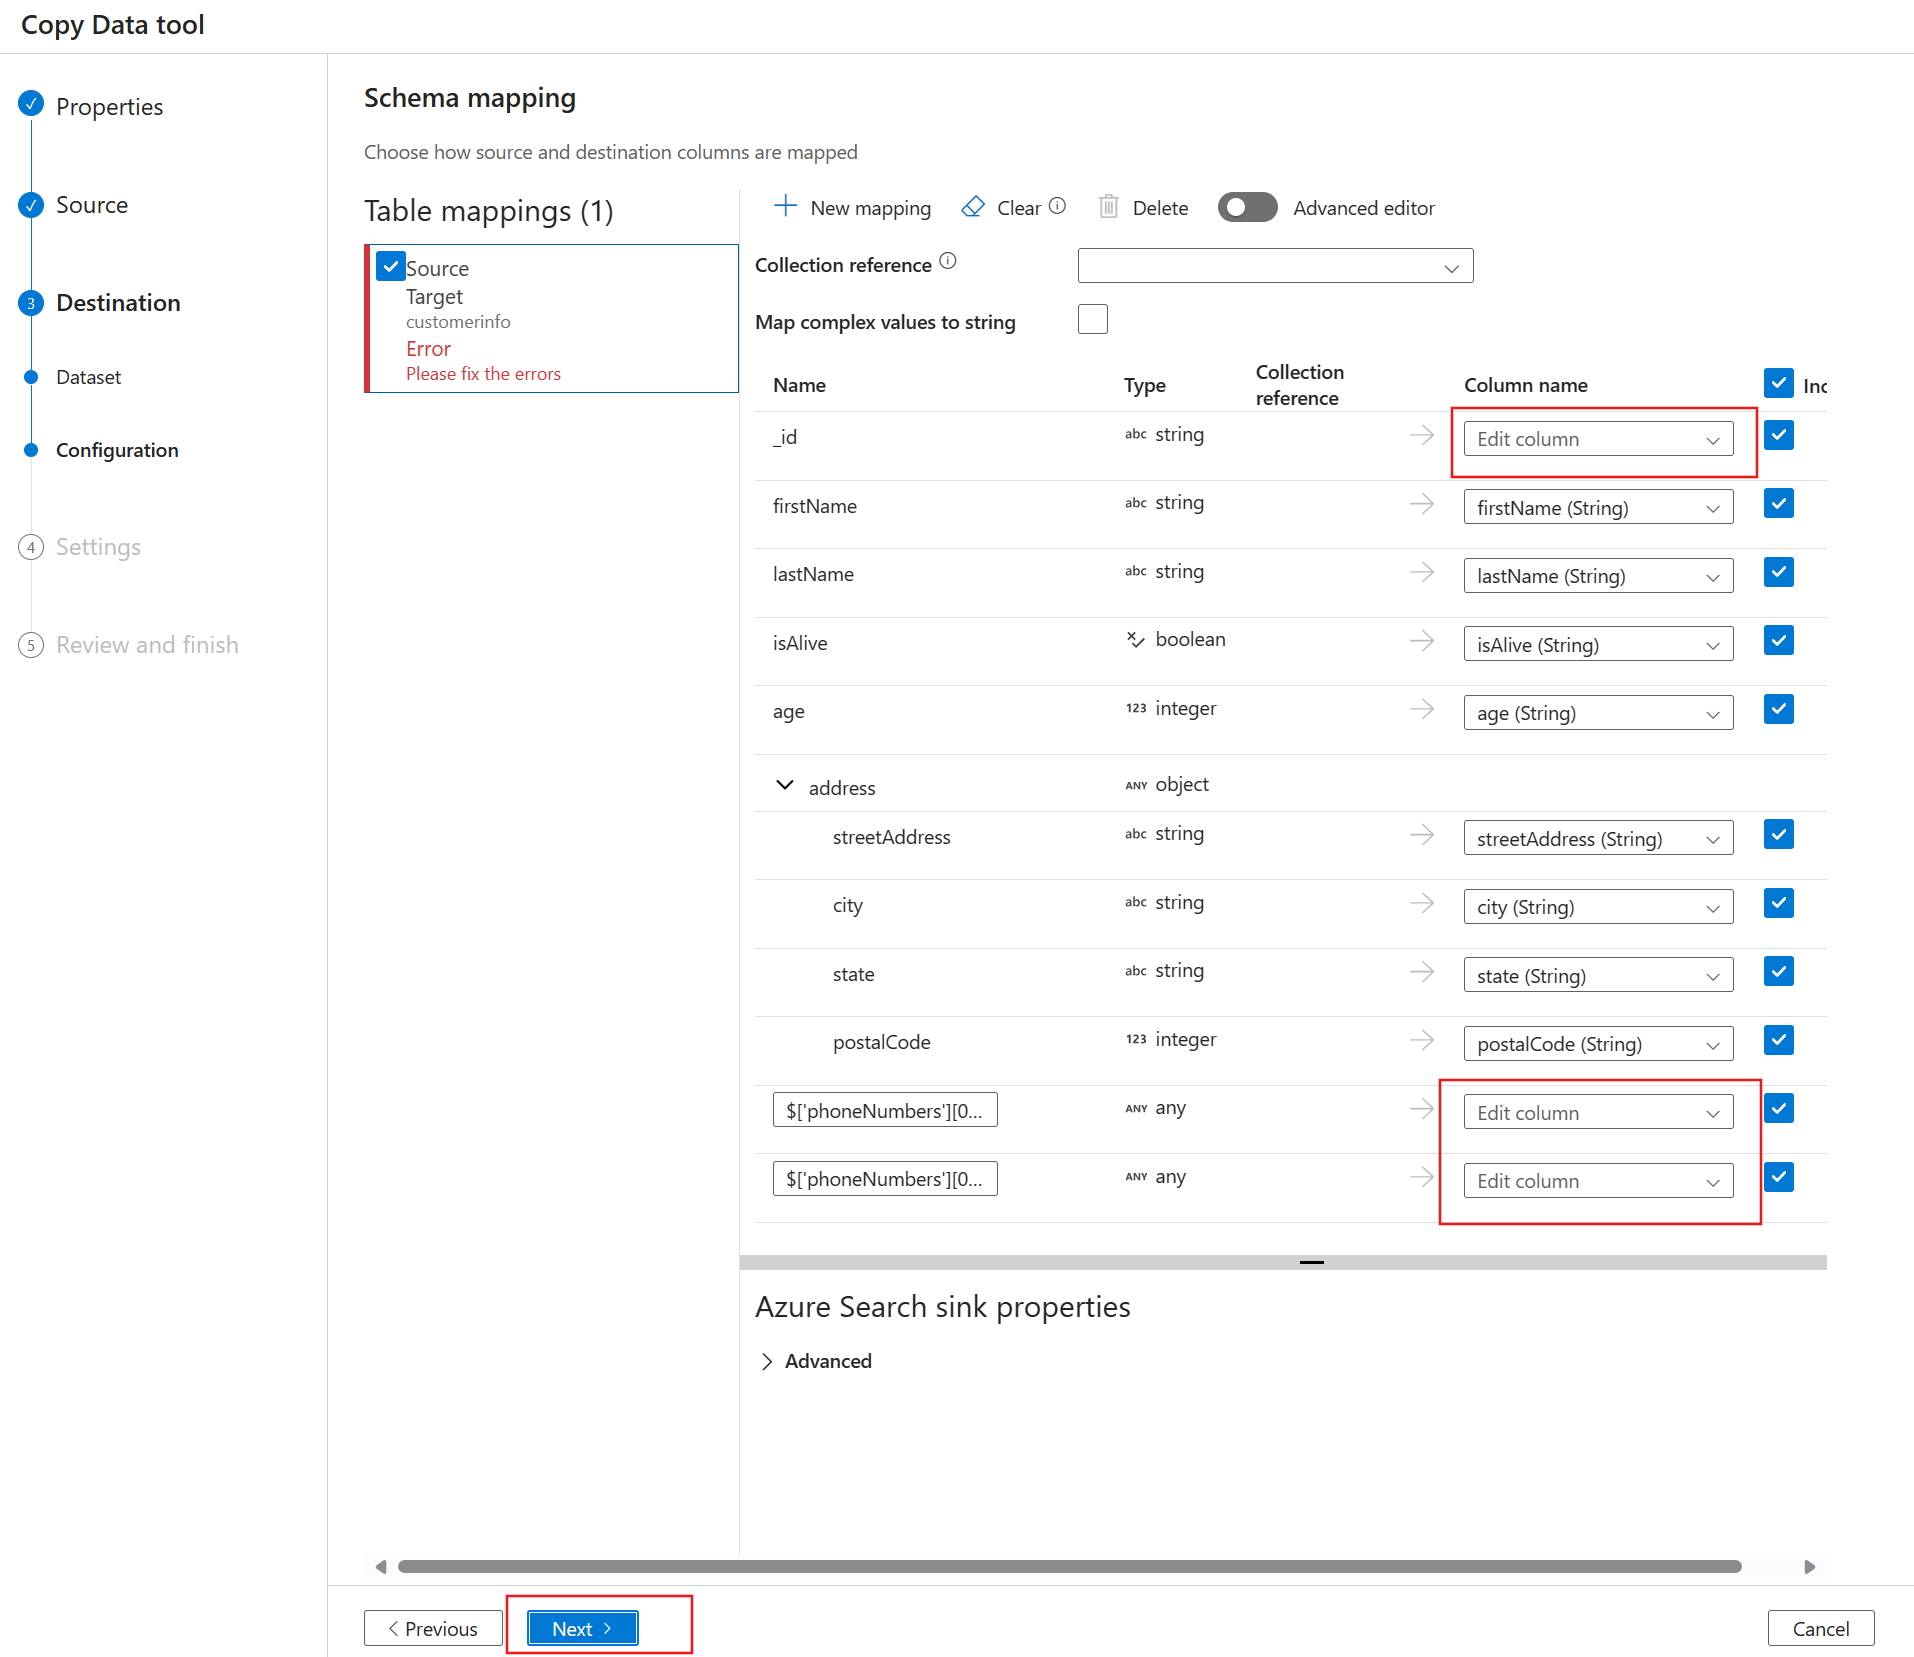 Copy Data tool
Properties
Source
3 Destination
Dataset
Configuration
4 Settings
5 Review and finish
Schema mapping
Choose how source and destination columns are mapped
Table mappings (1)
Source
Target
customerinfo
Error
Please fix the errors
New mapping Clear Delete Advanced editor
Collection reference
Map complex values to string
Name Type Collection reference Column name Inc
_id abc string Edit column
firstName abc string firstName (String)
lastName abc string lastName (String)
isAlive boolean isAlive (String)
age 123 integer age (String)
address ANY object
streetAddress abc string streetAddress (String)
city abc string city (String)
state abc string state (String)
postalCode 123 integer postalCode (String)
$['phoneNumbers'][0... ANY any Edit column
$['phoneNumbers'][0... ANY any Edit column
Azure Search sink properties
Advanced
< Previous Next > Cancel